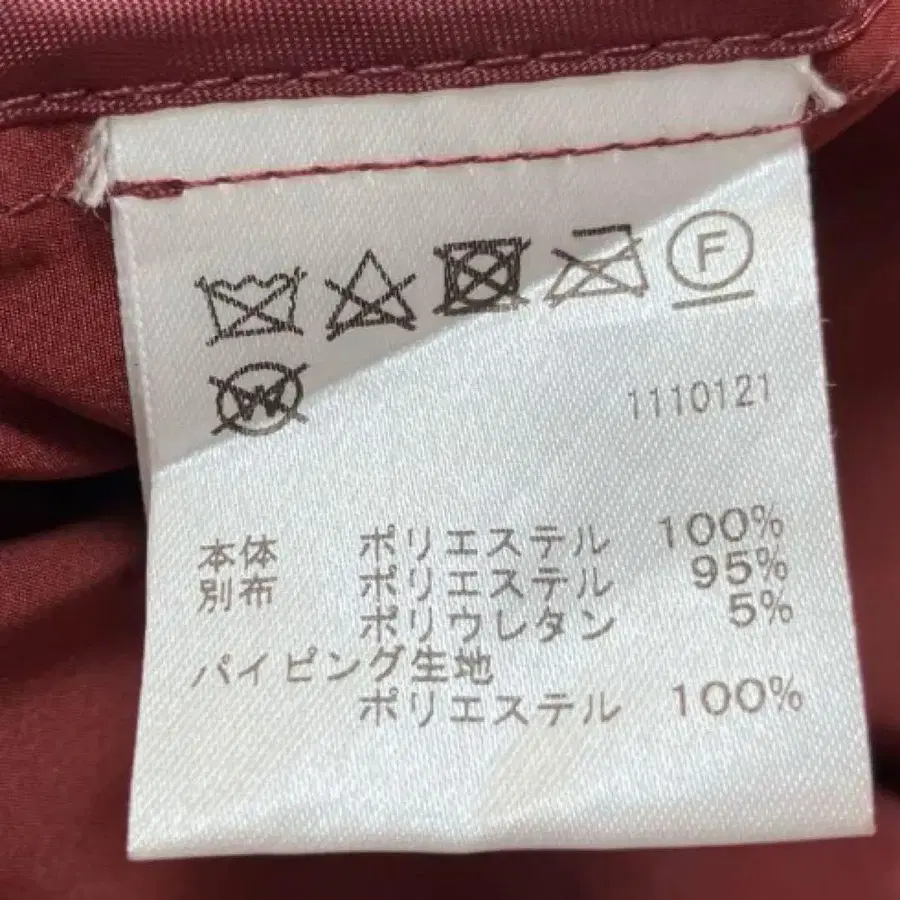 F
W
1110121
本体 ポリエステル 100%
別布 ポリエステル 95%
ポリウレタン 5%
パイピング生地
ポリエステル 100%